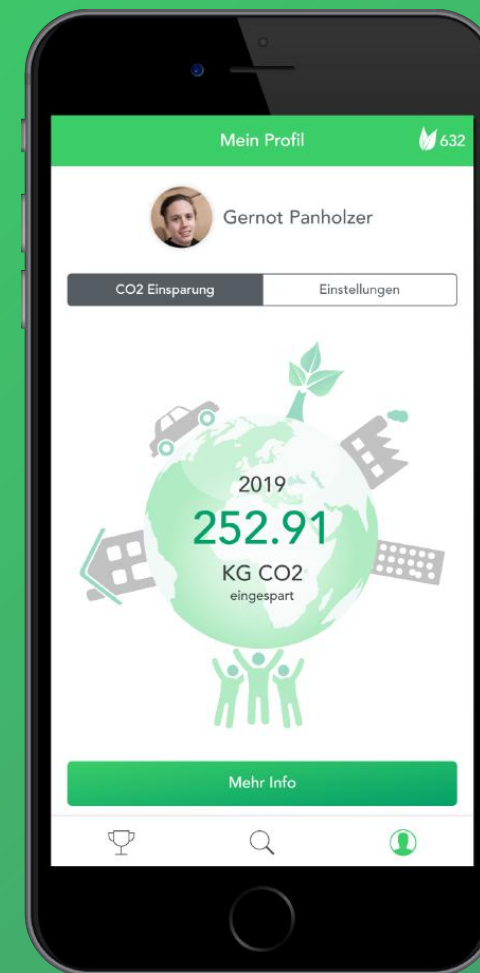 Mein Profil
632
Gernot Panholzer
CO2 Einsparung
Einstellungen
2019
252.91
KG CO2
eingespart
Mehr Info